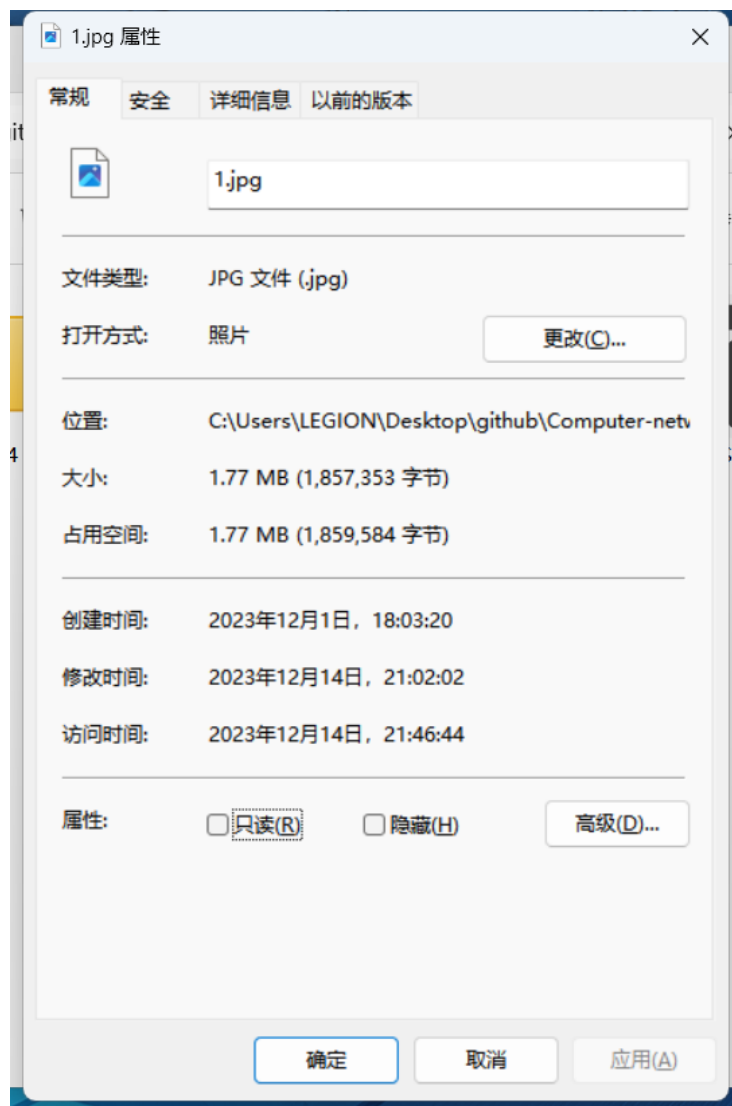 1.jpg 属性
常规 安全 详细信息 以前的版本
1.jpg
文件类型: JPG 文件 (.jpg)
打开方式: 照片 更改(C)...
位置: C:\Users\LEGION\Desktop\github\Computer-netw
大小: 1.77 MB (1,857,353 字节)
占用空间: 1.77 MB (1,859,584 字节)
创建时间: 2023年12月1日，18:03:20
修改时间: 2023年12月14日，21:02:02
访问时间: 2023年12月14日，21:46:44
属性: 只读(R) 隐藏(H) 高级(D)...
确定 取消 应用(A)